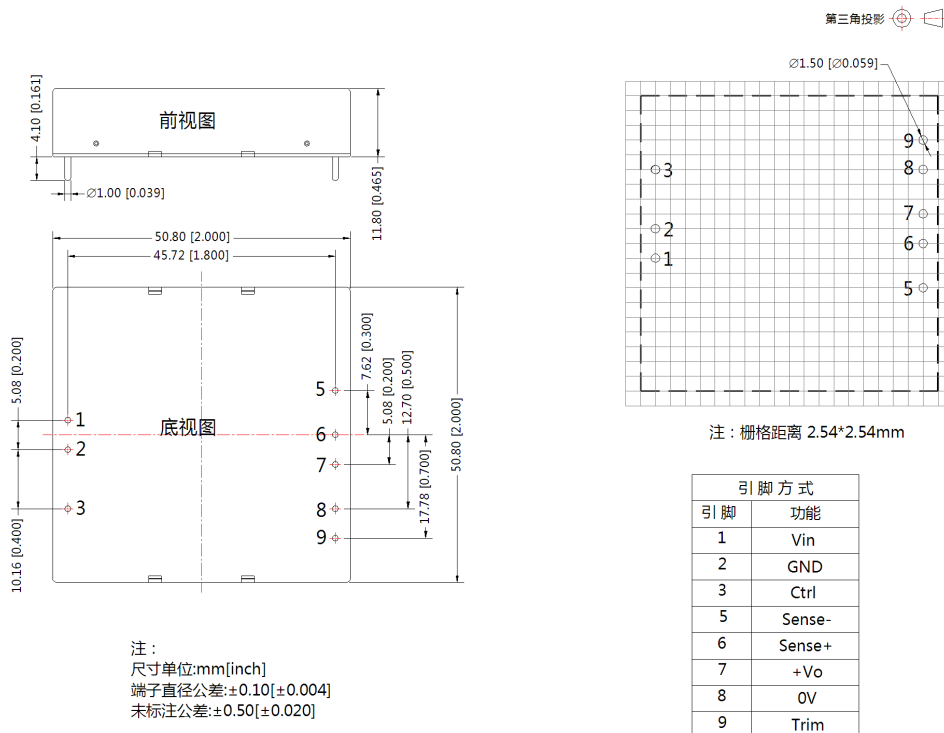 第三角投影
∅1.50 [∅0.059]
4.10 [0.161]
前视图
11.80 [0.465]
∅1.00 [0.039]
50.80 [2.000]
45.72 [1.800]
5.08 [0.200]
10.16 [0.400]
1
2
3
底视图
5
6
7
8
9
7.62 [0.300]
5.08 [0.200]
12.70 [0.500]
17.78 [0.700]
50.80 [2.000]
3
2
1
9
8
7
6
5
注：栅格距离 2.54*2.54mm
引 脚 方 式
引 脚 功能
1 Vin
2 GND
3 Ctrl
5 Sense-
6 Sense+
7 +Vo
8 0V
9 Trim
注：
尺寸单位:mm[inch]
端子直径公差:±0.10[±0.004]
未标注公差:±0.50[±0.020]